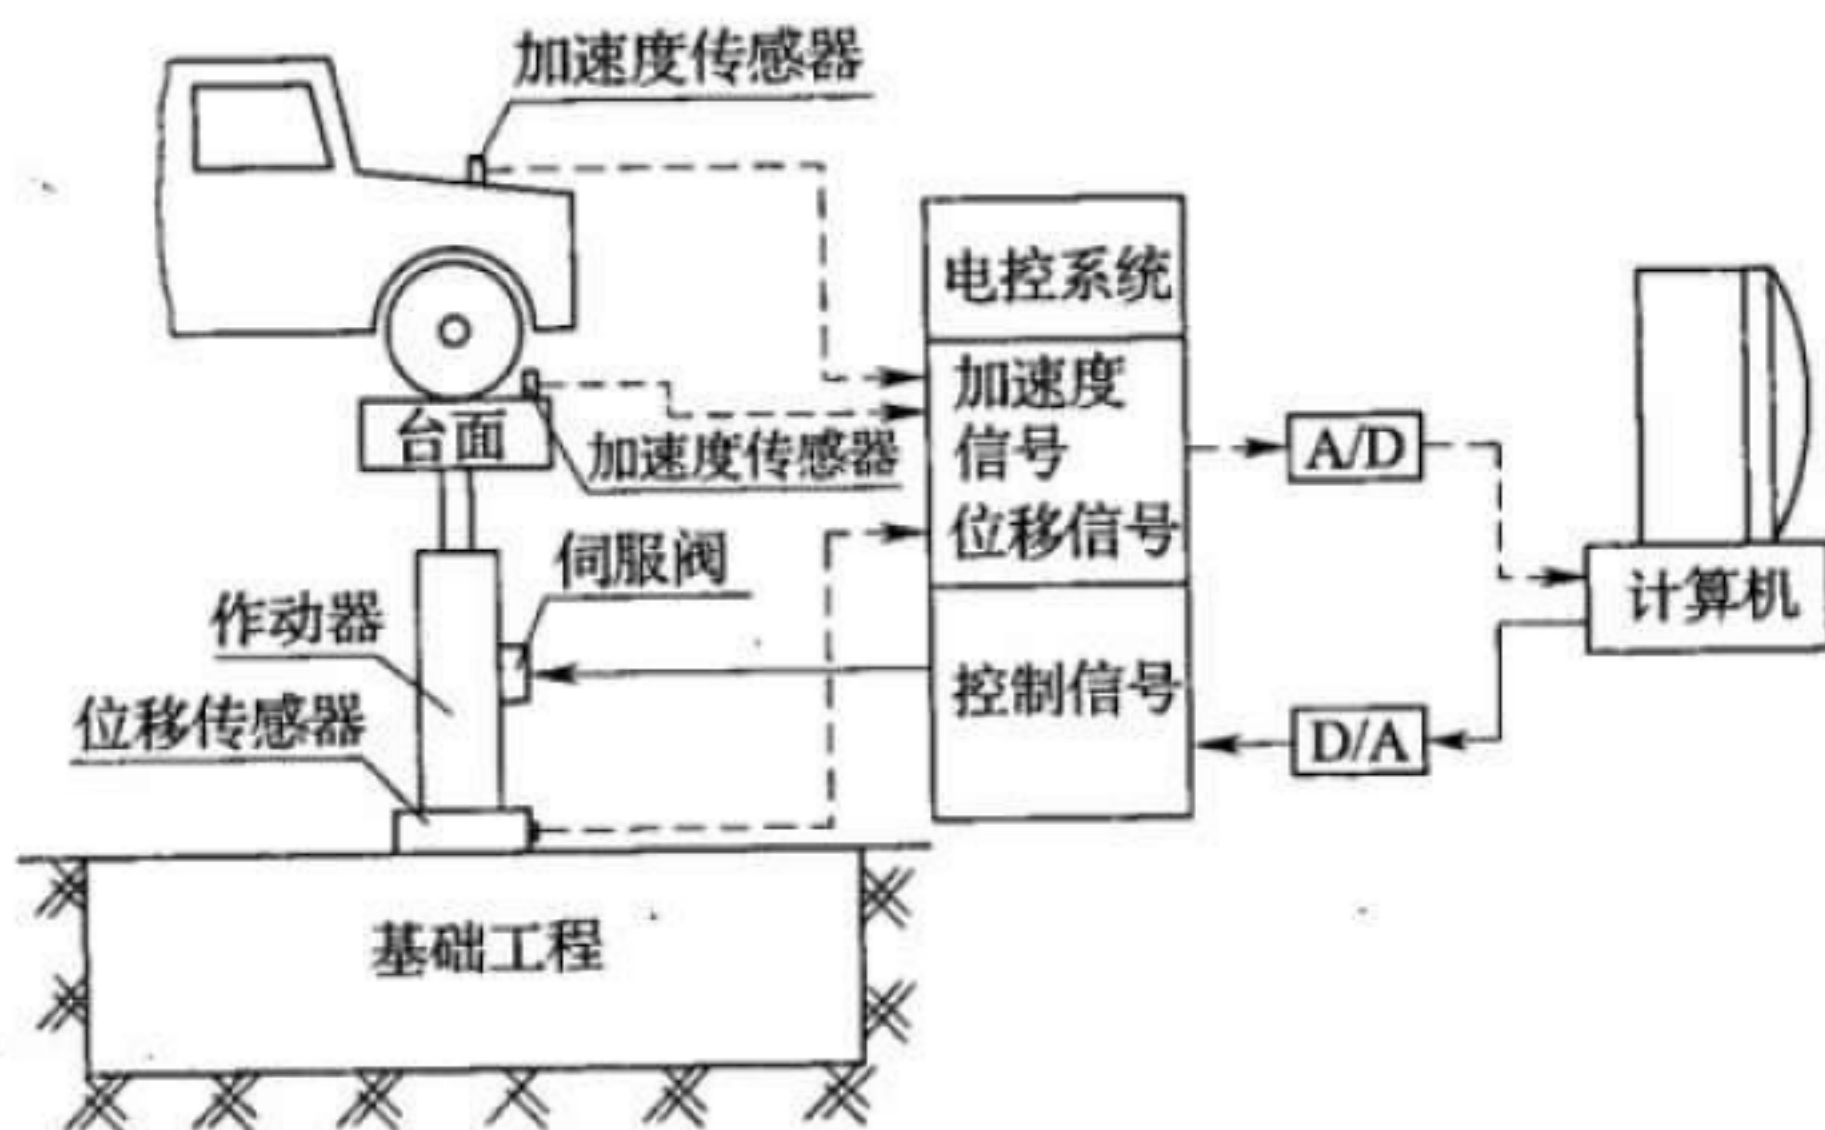 加速度传感器
电控系统
加速度
信号
位移信号
A/D
台面
加速度传感器
伺服阀
作动器
计算机
控制信号
位移传感器
D/A
基础工程